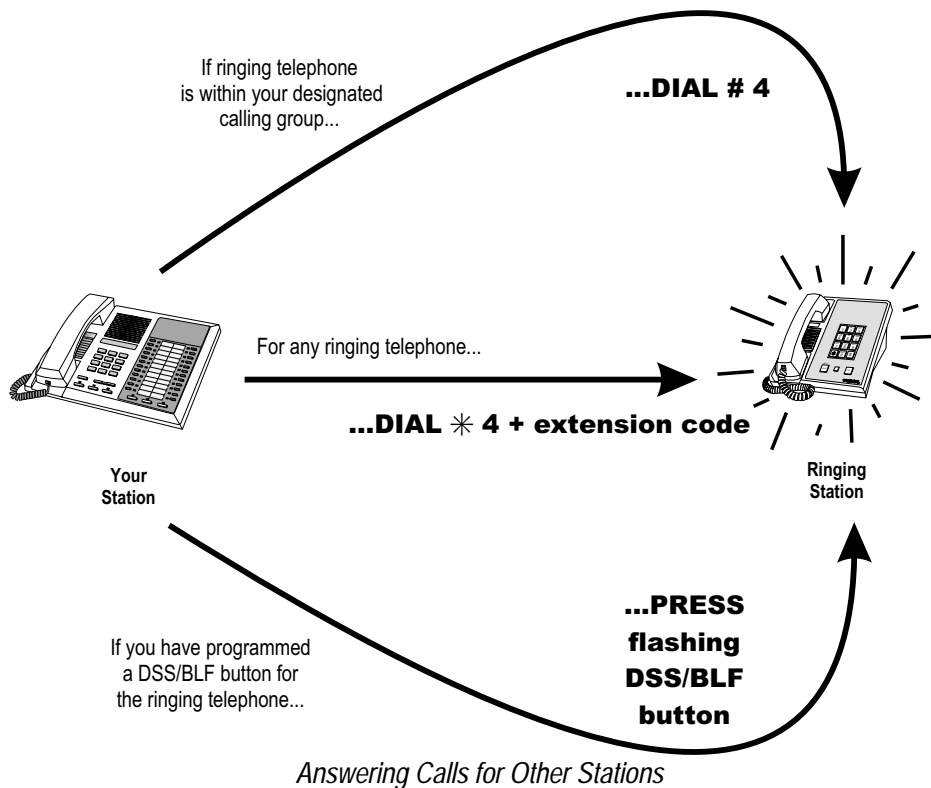 If ringing telephone
is within your designated
calling group...
...DIAL # 4
For any ringing telephone...
...DIAL ✳ 4 + extension code
Your
Station
Ringing
Station
If you have programmed
a DSS/BLF button for
the ringing telephone...
...PRESS
flashing
DSS/BLF
button
Answering Calls for Other Stations